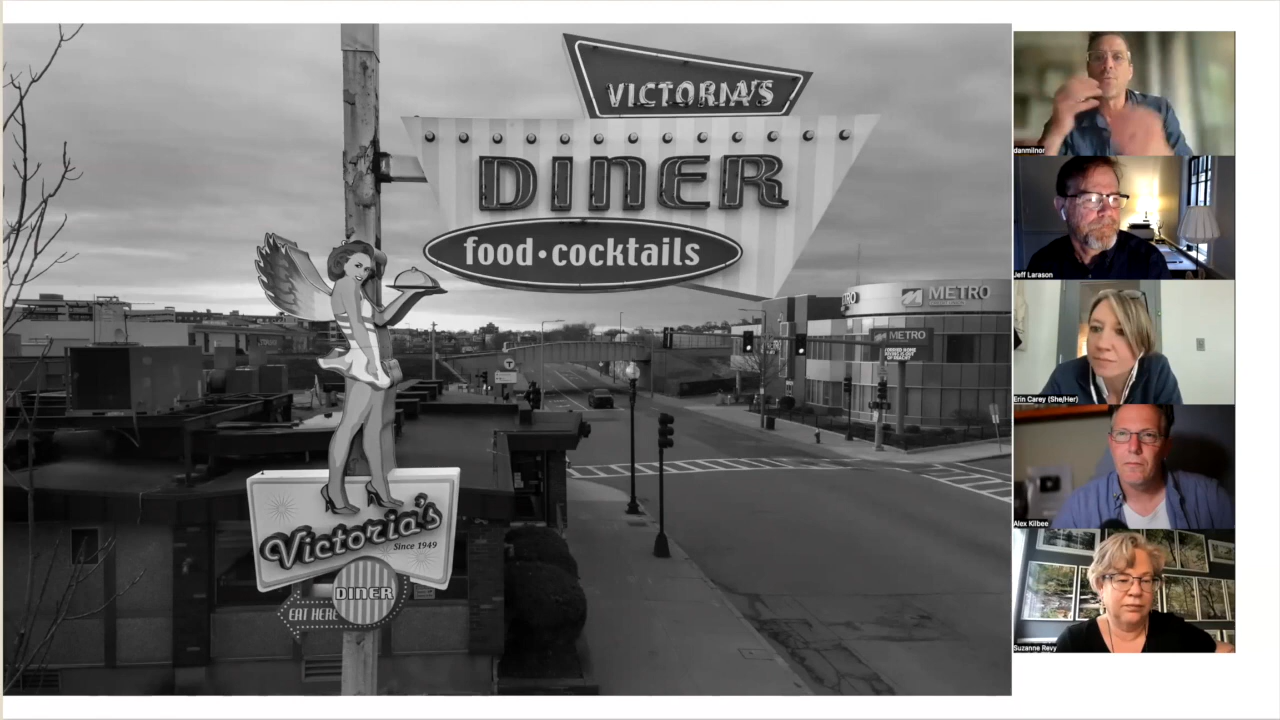 VICTORIA'S
DINER
food•cocktails
METRO
METRO
T
Victoria's
Since 1949
DINER
EAT HERE
danmilnor
Jeff Larason
Erin Carey (She/Her)
Alex Kilbee
Suzanne Revy